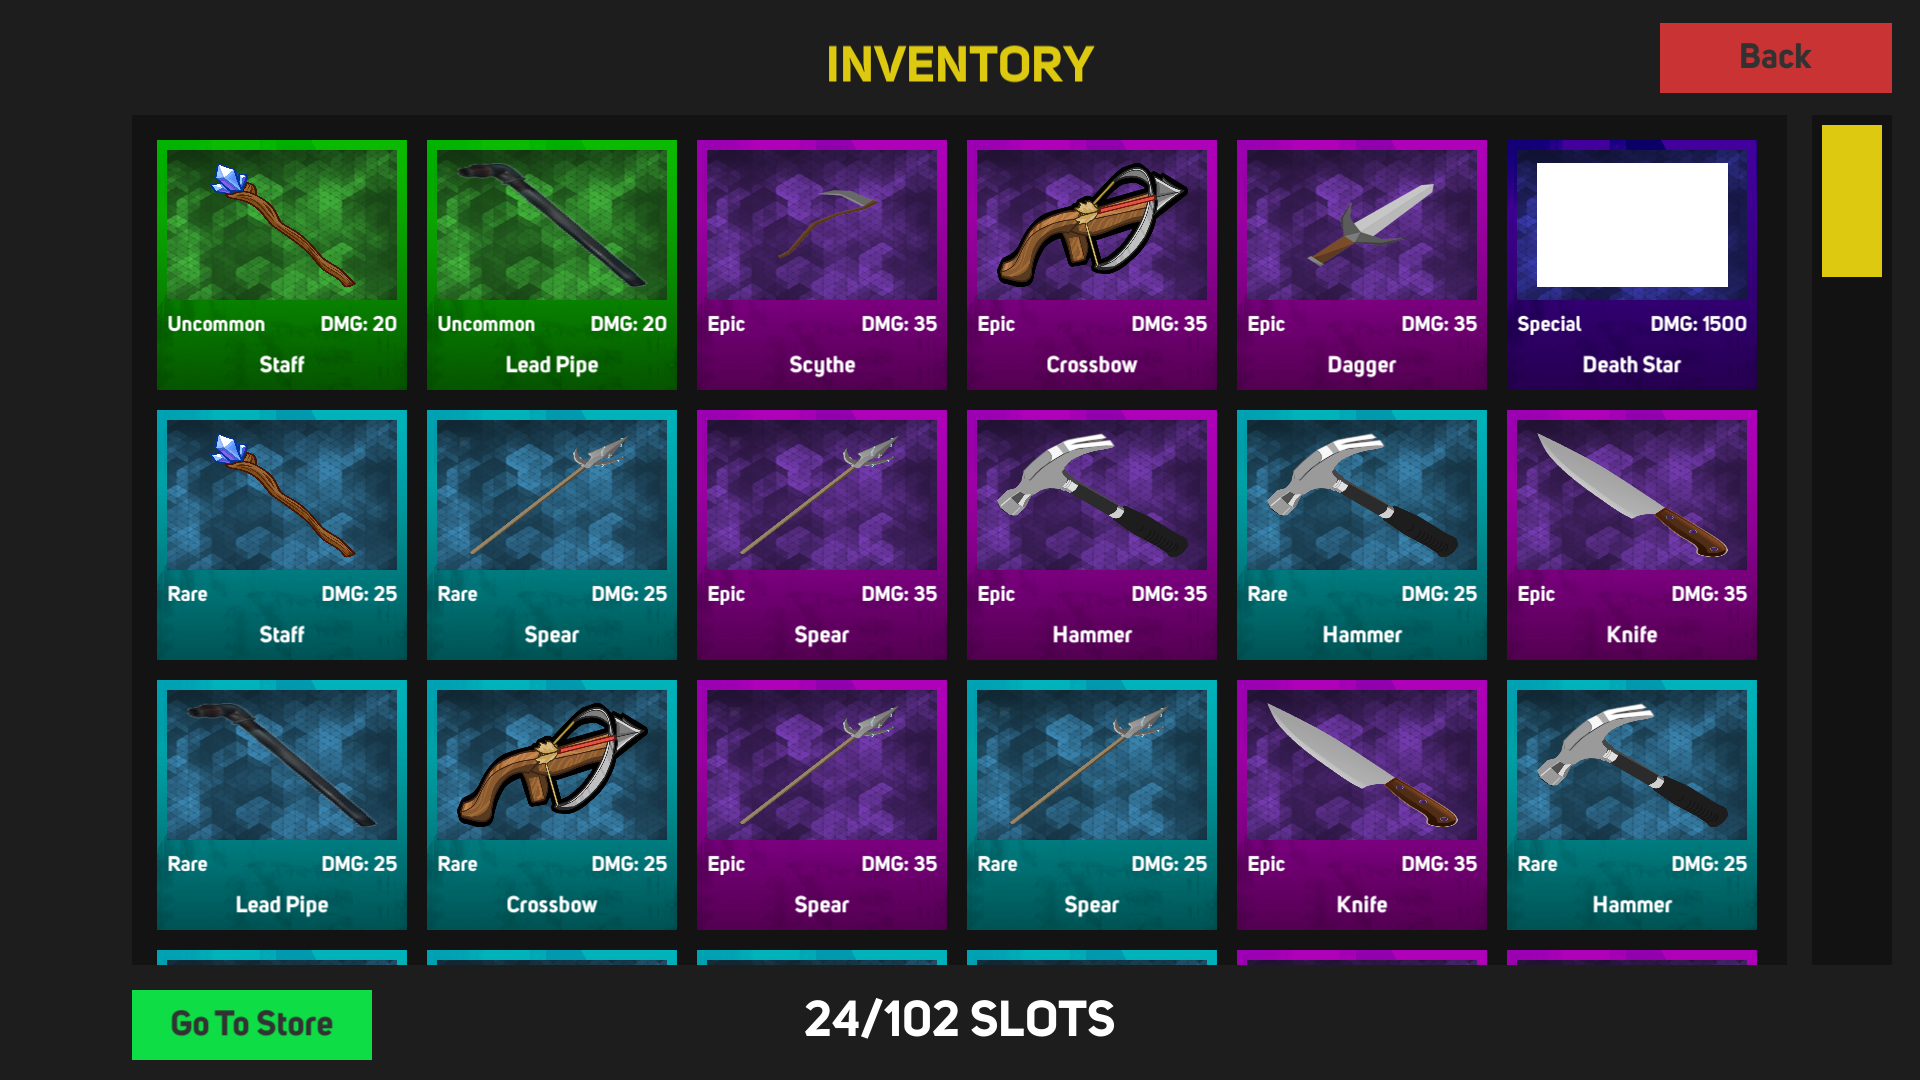 INVENTORY
Back
Uncommon DMG: 20
Staff
Uncommon DMG: 20
Lead Pipe
Epic DMG: 35
Scythe
Epic DMG: 35
Crossbow
Epic DMG: 35
Dagger
Special DMG: 1500
Death Star
Rare DMG: 25
Staff
Rare DMG: 25
Spear
Epic DMG: 35
Spear
Epic DMG: 35
Hammer
Rare DMG: 25
Hammer
Epic DMG: 35
Knife
Rare DMG: 25
Lead Pipe
Rare DMG: 25
Crossbow
Epic DMG: 35
Spear
Rare DMG: 25
Spear
Epic DMG: 35
Knife
Rare DMG: 25
Hammer
Go To Store
24/102 SLOTS